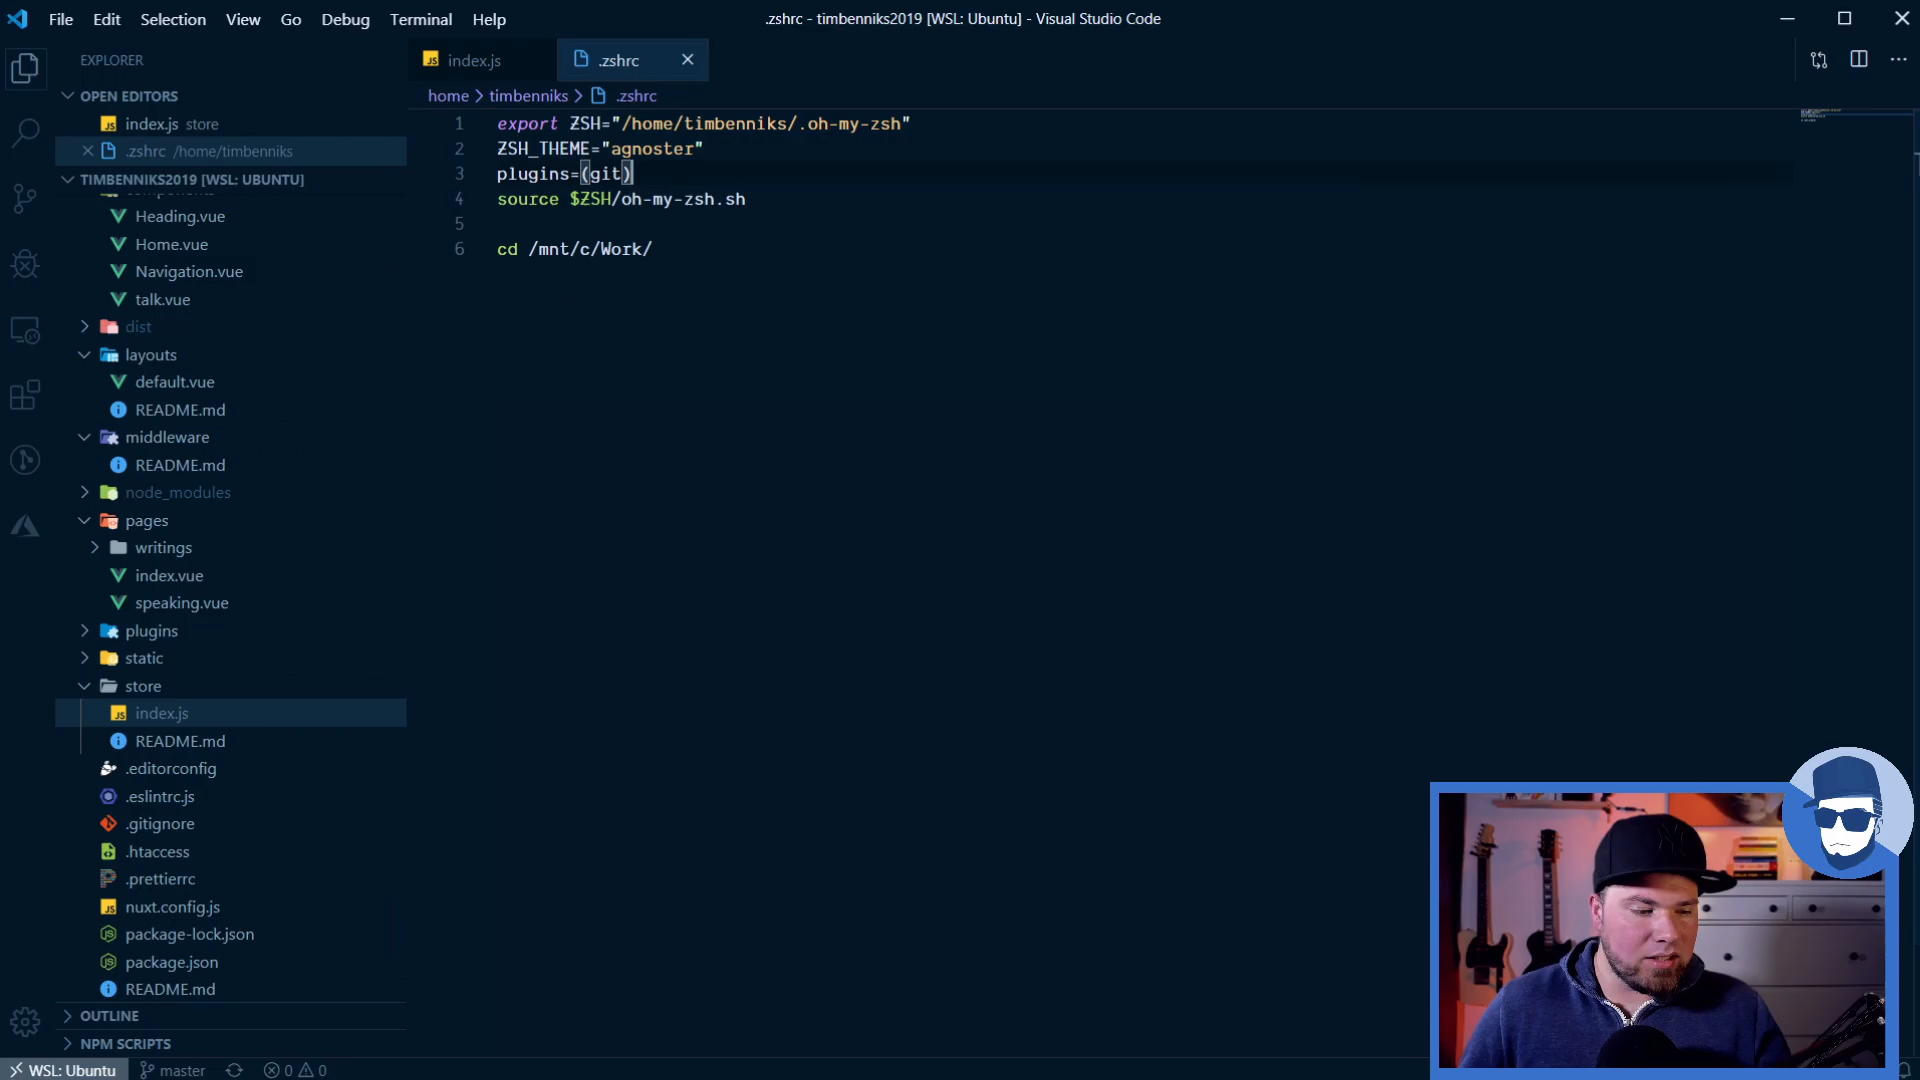 File Edit Selection View Go Debug Terminal Help
.zshrc - timbenniks2019 [WSL: Ubuntu] - Visual Studio Code
EXPLORER
OPEN EDITORS
index.js store
.zshrc /home/timbenniks
TIMBENNIKS2019 [WSL: UBUNTU]
components
Heading.vue
Home.vue
Navigation.vue
talk.vue
dist
layouts
default.vue
README.md
middleware
README.md
node_modules
pages
writings
index.vue
speaking.vue
plugins
static
store
index.js
README.md
.editorconfig
.eslintrc.js
.gitignore
.htaccess
.prettierrc
nuxt.config.js
package-lock.json
package.json
README.md
OUTLINE
NPM SCRIPTS
index.js
.zshrc
home > timbenniks > .zshrc
1 export ZSH="/home/timbenniks/.oh-my-zsh"
2 ZSH_THEME="agnoster"
3 plugins=(git)
4 source $ZSH/oh-my-zsh.sh
5
6 cd /mnt/c/Work/
WSL: Ubuntu master 0 0